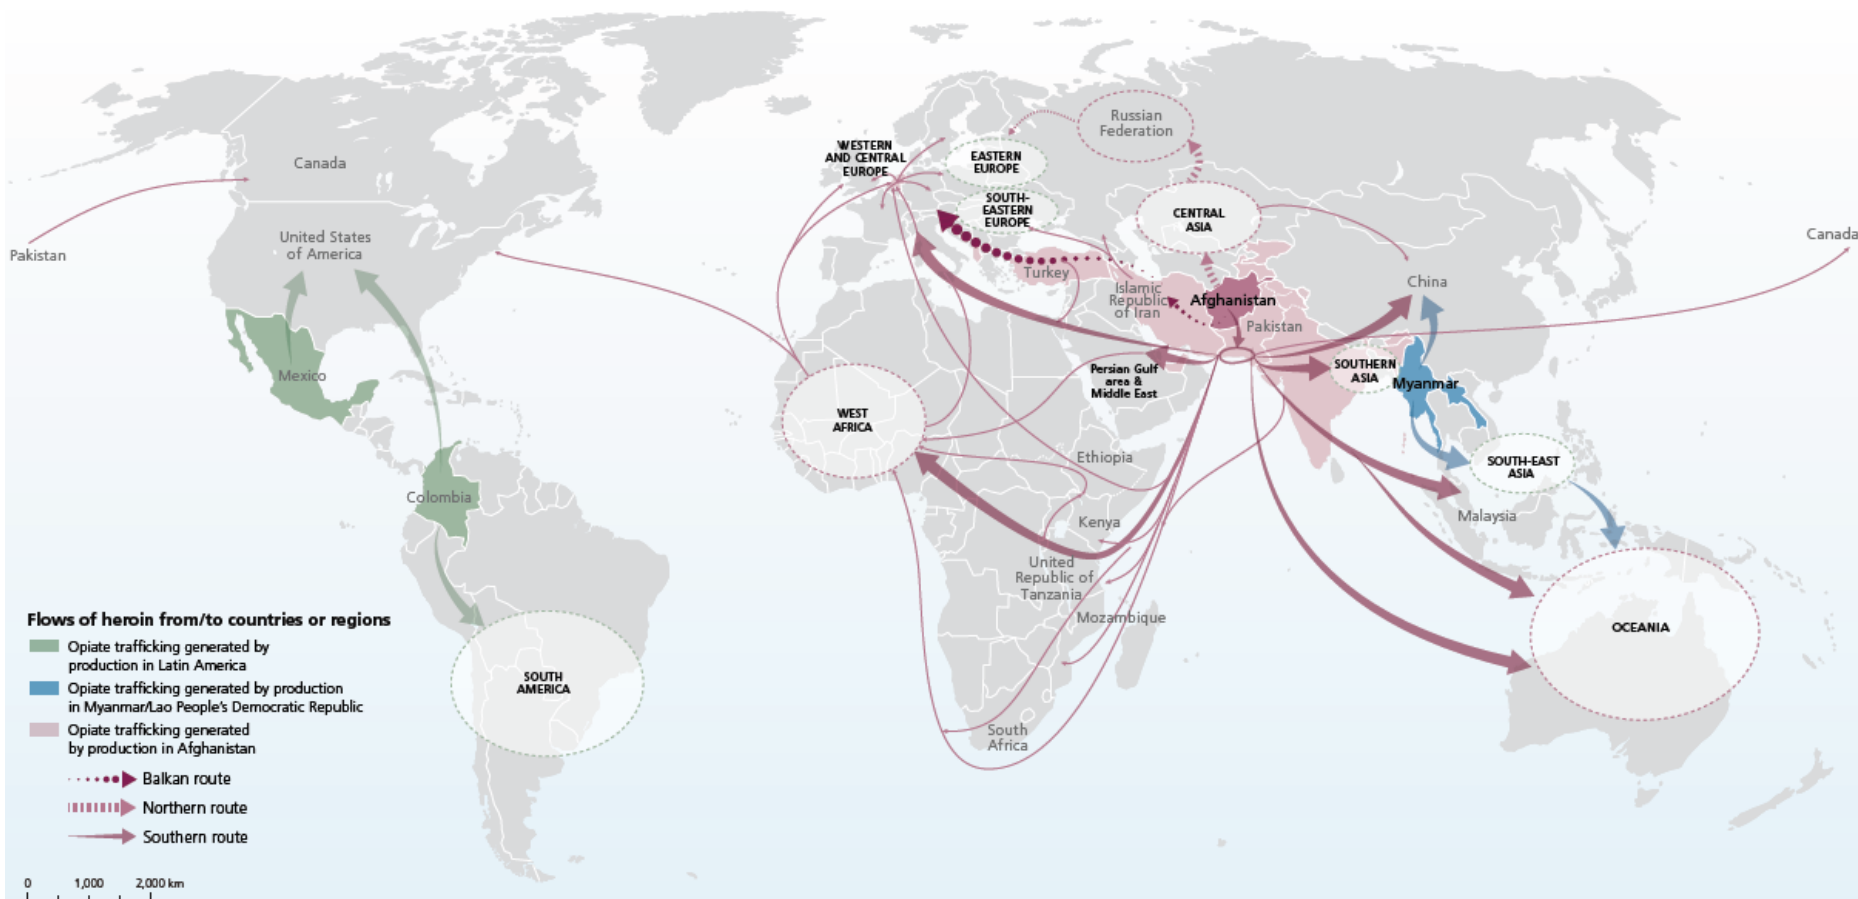 Russian
Federation
WESTERN
AND CENTRAL
EUROPE
EASTERN
EUROPE
Canada
SOUTH-
EASTERN
EUROPE
CENTRAL
ASIA
Canada
United States
of America
Pakistan
Turkey
China
Islamic
Republic
of Iran
Afghanistan
Pakistan
Mexico
Persian Gulf
area &
Middle East
SOUTHERN
ASIA
Myanmar
WEST
AFRICA
Ethiopia
SOUTH-EAST
ASIA
Colombia
Kenya
Malaysia
United
Republic of
Tanzania
Mozambique
OCEANIA
SOUTH
AMERICA
South
Africa
Flows of heroin from/to countries or regions
Opiate trafficking generated by
production in Latin America
Opiate trafficking generated by production
in Myanmar/Lao People's Democratic Republic
Opiate trafficking generated
by production in Afghanistan
Balkan route
Northern route
Southern route
0 1,000 2,000 km